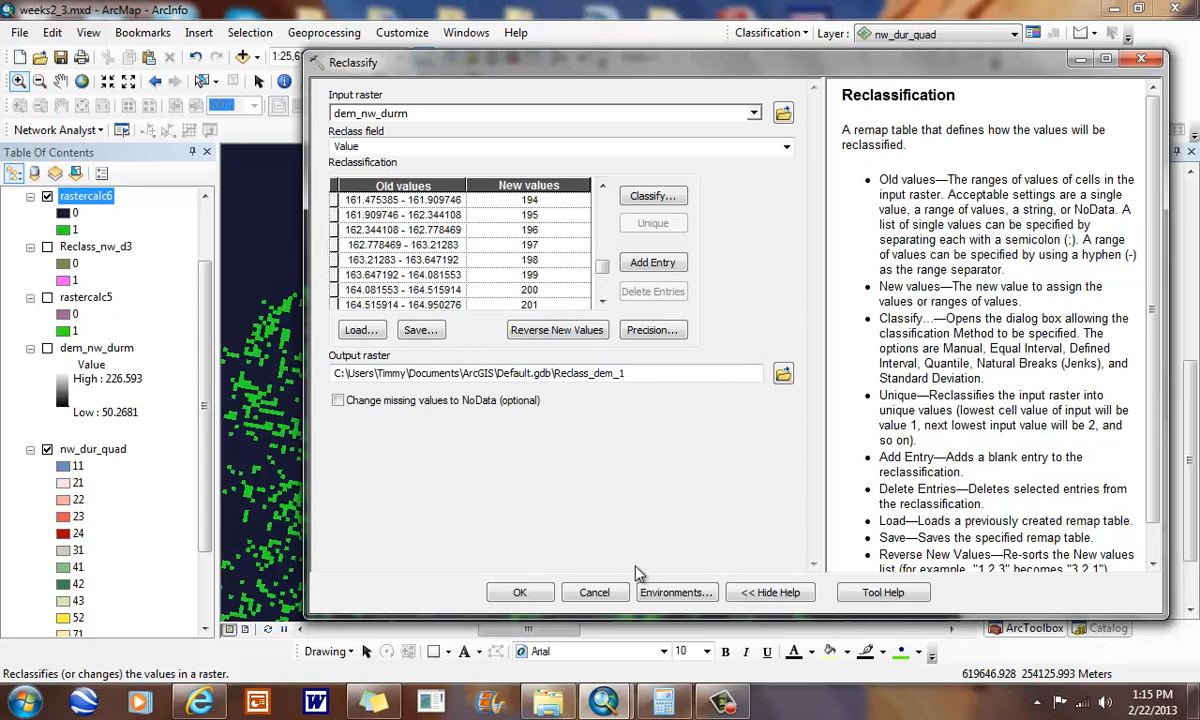 weeks2_3.mxd - ArcMap - ArcInfo
File Edit View Bookmarks Insert Selection Geoprocessing Customize Windows Help
Classification Layer: nw_dur_quad
1:25,6
100%
Network Analyst
Table Of Contents
rastercalc6
0
1
Reclass_nw_d3
0
1
rastercalc5
0
1
dem_nw_durm
Value
High : 226.593
Low : 50.2681
nw_dur_quad
11
21
22
23
24
31
41
42
43
52
71
Reclassify
Input raster
dem_nw_durm
Reclass field
Value
Reclassification
Old values New values
161.475385 - 161.909746 194
161.909746 - 162.344108 195
162.344108 - 162.778469 196
162.778469 - 163.21283 197
163.21283 - 163.647192 198
163.647192 - 164.081553 199
164.081553 - 164.515914 200
164.515914 - 164.950276 201
Classify...
Unique
Add Entry
Delete Entries
Load... Save... Reverse New Values Precision...
Output raster
C:\Users\Timmy\Documents\ArcGIS\Default.gdb\Reclass_dem_1
Change missing values to NoData (optional)
OK Cancel Environments... << Hide Help Tool Help
Reclassification
A remap table that defines how the values will be
reclassified.
• Old values—The ranges of values of cells in the
input raster. Acceptable settings are a single
value, a range of values, a string, or NoData. A
list of single values can be specified by
separating each with a semicolon (;). A range
of values can be specified by using a hyphen (-)
as the range separator.
• New values—The new value to assign the
values or ranges of values.
• Classify...—Opens the dialog box allowing the
classification Method to be specified. The
options are Manual, Equal Interval, Defined
Interval, Quantile, Natural Breaks (Jenks), and
Standard Deviation.
• Unique—Reclassifies the input raster into
unique values (lowest cell value of input will be
value 1, next lowest input value will be 2, and
so on).
• Add Entry—Adds a blank entry to the
reclassification.
• Delete Entries—Deletes selected entries from
the reclassification.
• Load—Loads a previously created remap table.
• Save—Saves the specified remap table.
• Reverse New Values—Re-sorts the New values
list (for example, "1 2 3" becomes "3 2 1")
ArcToolbox Catalog
Drawing Arial 10 B I U A
Reclassifies (or changes) the values in a raster.
619646.928 254125.993 Meters
1:15 PM
2/22/2013